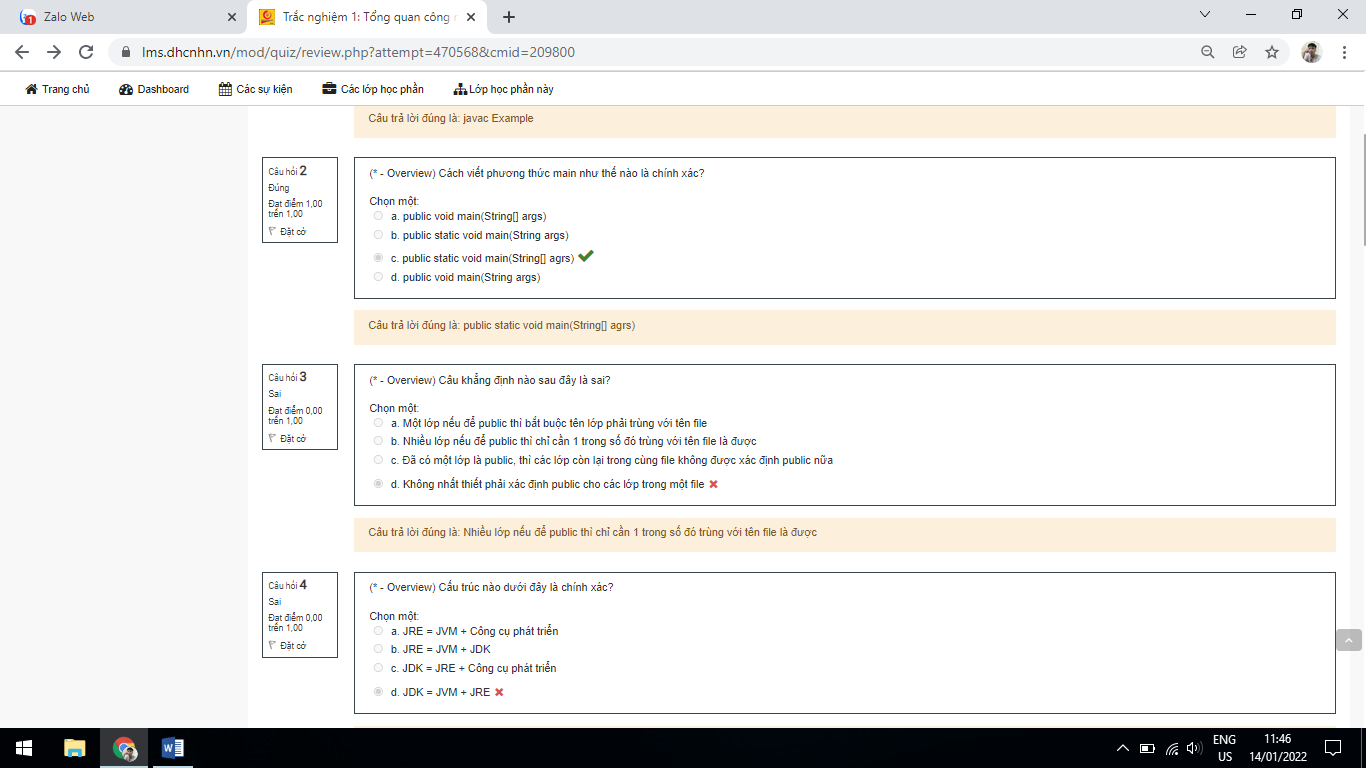 Zalo Web
Trắc nghiệm 1: Tổng quan công n
lms.dhcnhn.vn/mod/quiz/review.php?attempt=470568&cmid=209800
Trang chủ Dashboard Các sự kiện Các lớp học phần Lớp học phần này
Câu trả lời đúng là: javac Example
Câu hỏi 2
Đúng
Đạt điểm 1,00
trên 1,00
Đặt cờ
(* - Overview) Cách viết phương thức main như thế nào là chính xác?
Chọn một:
a. public void main(String[] args)
b. public static void main(String args)
c. public static void main(String[] agrs)
d. public void main(String args)
Câu trả lời đúng là: public static void main(String[] agrs)
Câu hỏi 3
Sai
Đạt điểm 0,00
trên 1,00
Đặt cờ
(* - Overview) Câu khẳng định nào sau đây là sai?
Chọn một:
a. Một lớp nếu để public thì bắt buộc tên lớp phải trùng với tên file
b. Nhiều lớp nếu để public thì chỉ cần 1 trong số đó trùng với tên file là được
c. Đã có một lớp là public, thì các lớp còn lại trong cùng file không được xác định public nữa
d. Không nhất thiết phải xác định public cho các lớp trong một file
Câu trả lời đúng là: Nhiều lớp nếu để public thì chỉ cần 1 trong số đó trùng với tên file là được
Câu hỏi 4
Sai
Đạt điểm 0,00
trên 1,00
Đặt cờ
(* - Overview) Cấu trúc nào dưới đây là chính xác?
Chọn một:
a. JRE = JVM + Công cụ phát triển
b. JRE = JVM + JDK
c. JDK = JRE + Công cụ phát triển
d. JDK = JVM + JRE
ENG
US
11:46
14/01/2022